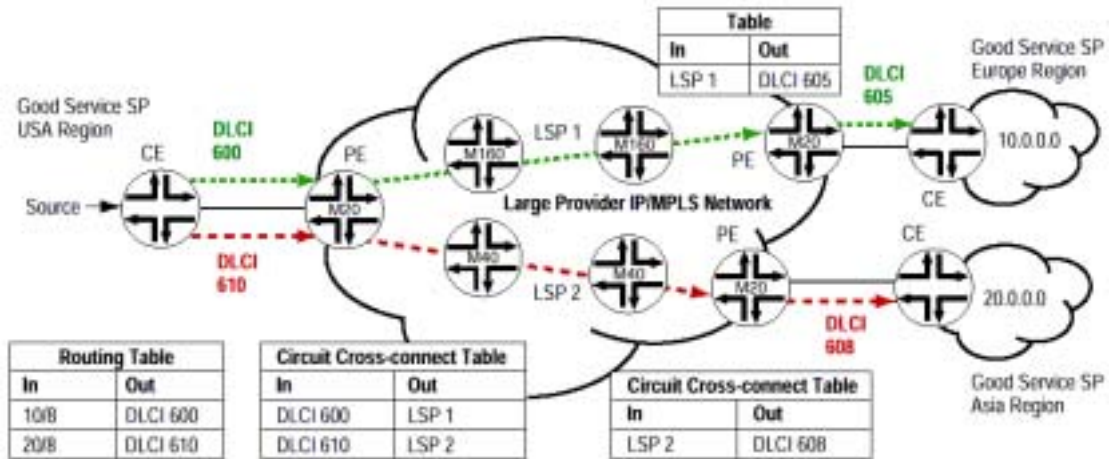 Table
In Out
LSP 1 DLCI 605
Good Service SP
Europe Region
DLCI
605
Good Service SP
USA Region
DLCI
600
CE
PE
M160
LSP 1
M160
M20
PE
10.0.0.0
CE
Source
M20
Large Provider IP/MPLS Network
DLCI
610
M40
LSP 2
M40
PE
M20
CE
20.0.0.0
DLCI
608
Good Service SP
Asia Region
Routing Table
In Out
10/8 DLCI 600
20/8 DLCI 610
Circuit Cross-connect Table
In Out
DLCI 600 LSP 1
DLCI 610 LSP 2
Circuit Cross-connect Table
In Out
LSP 2 DLCI 608